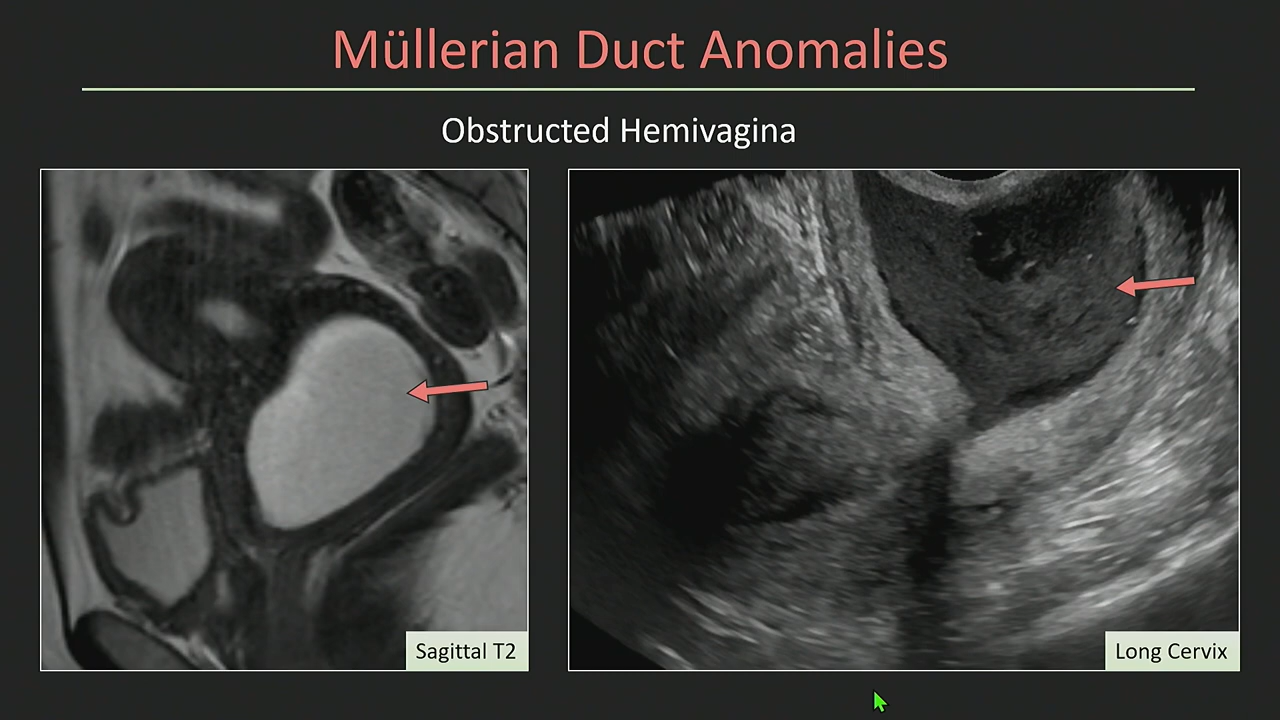 Müllerian Duct Anomalies
Obstructed Hemivagina
Sagittal T2
Long Cervix